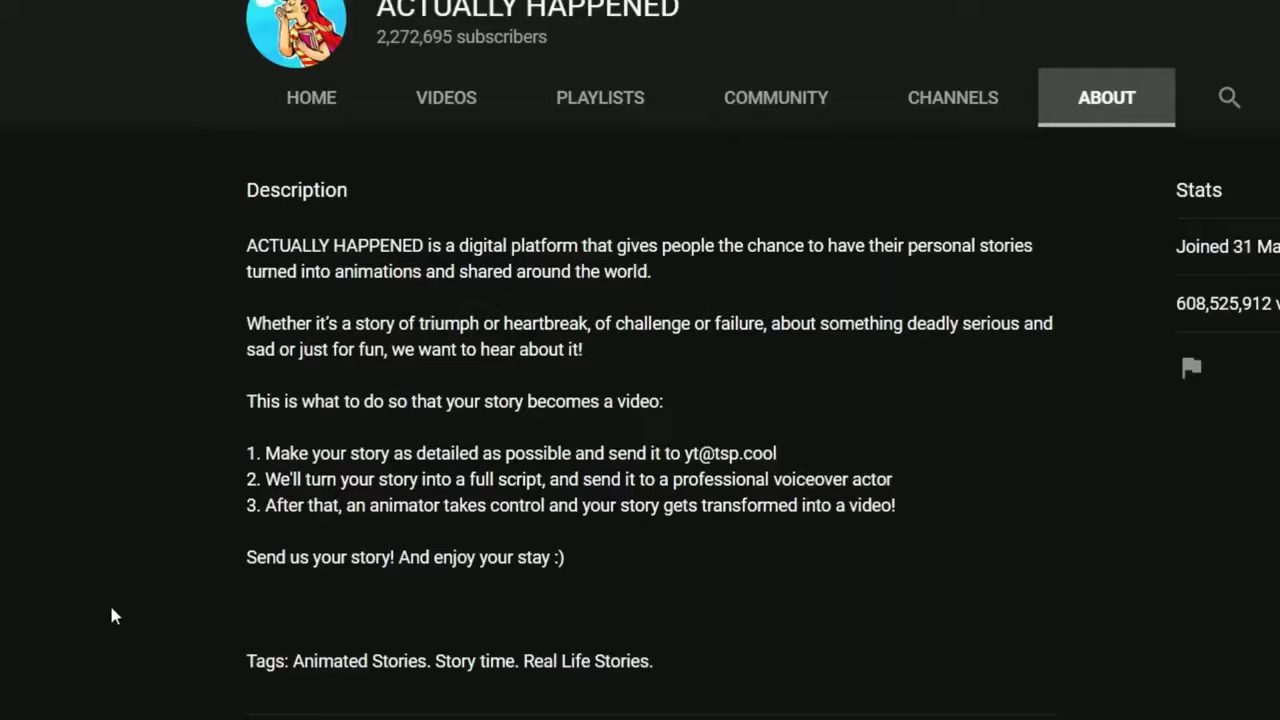 ACTUALLY HAPPENED
2,272,695 subscribers
HOME VIDEOS PLAYLISTS COMMUNITY CHANNELS ABOUT
Description
ACTUALLY HAPPENED is a digital platform that gives people the chance to have their personal stories
turned into animations and shared around the world.
Whether it’s a story of triumph or heartbreak, of challenge or failure, about something deadly serious and
sad or just for fun, we want to hear about it!
This is what to do so that your story becomes a video:
1. Make your story as detailed as possible and send it to yt@tsp.cool
2. We'll turn your story into a full script, and send it to a professional voiceover actor
3. After that, an animator takes control and your story gets transformed into a video!
Send us your story! And enjoy your stay :)
Tags: Animated Stories. Story time. Real Life Stories.
Stats
Joined 31
608,525,912